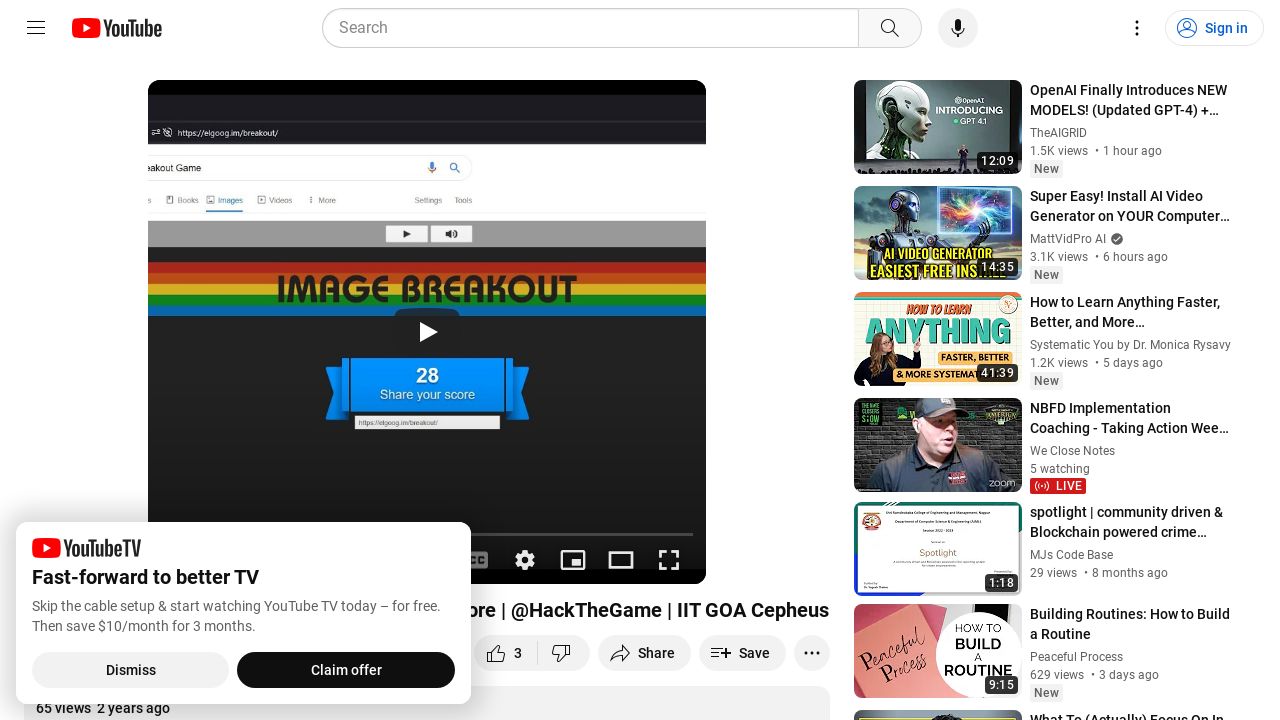 YouTube
Search
Sign in
https://elgoog.im/breakout/
eakout Game
Books
Images
Videos
More
Settings
Tools
IMAGE BREAKOUT
28
Share your score
https://elgoog.im/breakout/
YouTubeTV
Fast-forward to better TV
Skip the cable setup & start watching YouTube TV today – for free.
Then save $10/month for 3 months.
Dismiss
Claim offer
ore | @HackTheGame | IIT GOA Cepheus
3
Share
Save
65 views 2 years ago
OpenAI
INTRODUCING
GPT 4.1
12:09
OpenAI Finally Introduces NEW
MODELS! (Updated GPT-4) +...
TheAIGRID
1.5K views • 1 hour ago
New
AI VIDEO GENERATOR
EASIEST FREE INS
14:35
Super Easy! Install AI Video
Generator on YOUR Computer...
MattVidPro AI
3.1K views • 6 hours ago
New
HOW TO LEARN
ANYTHING
FASTER, BETTER
& MORE SYSTEMAT
41:39
How to Learn Anything Faster,
Better, and More...
Systematic You by Dr. Monica Rysavy
1.2K views • 5 days ago
New
zoom
NBFD Implementation
Coaching - Taking Action Wee...
We Close Notes
5 watching
LIVE
Department of Computer Science & Engineering
Spotlight
1:18
spotlight | community driven &
Blockchain powered crime...
MJs Code Base
29 views • 8 months ago
Peaceful
Process
HOW TO
BUILD
A
ROUTINE
9:15
Building Routines: How to Build
a Routine
Peaceful Process
629 views • 3 days ago
New
What To (Actually) Focus On In